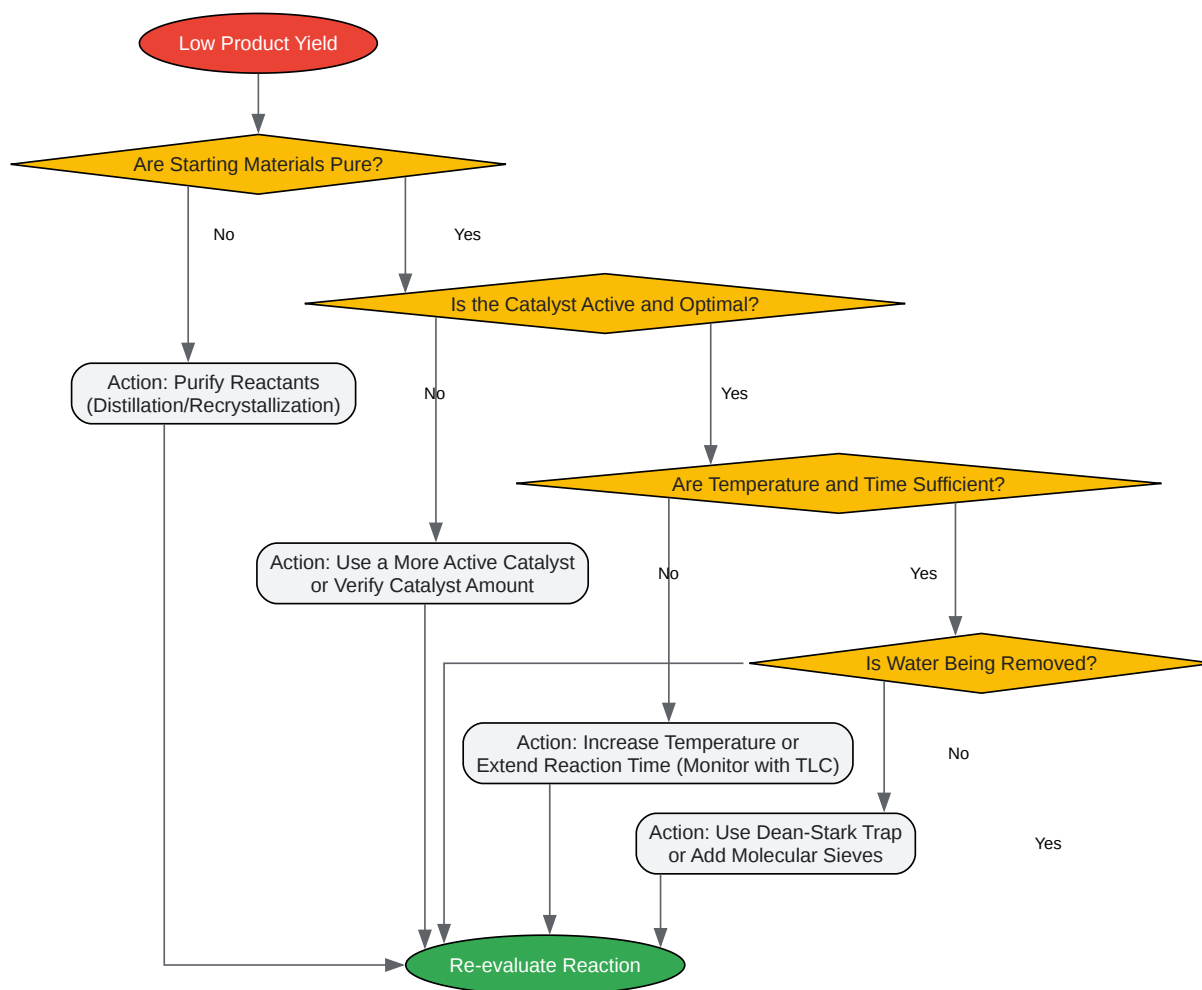 Low Product Yield
Are Starting Materials Pure?
No
Yes
Is the Catalyst Active and Optimal?
Action: Purify Reactants
(Distillation/Recrystallization)
No
Yes
Are Temperature and Time Sufficient?
Action: Use a More Active Catalyst
or Verify Catalyst Amount
No
Yes
Is Water Being Removed?
Action: Increase Temperature or
Extend Reaction Time (Monitor with TLC)
No
Action: Use Dean-Stark Trap
or Add Molecular Sieves
Yes
Re-evaluate Reaction